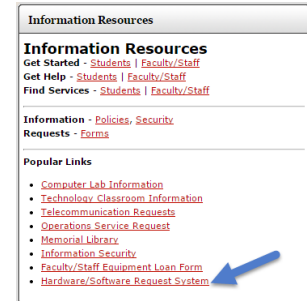 Information Resources
Information Resources
Get Started - Students | Faculty/Staff
Get Help - Students | Faculty/Staff
Find Services - Students | Faculty/Staff
Information - Policies, Security
Requests - Forms
Popular Links
Computer Lab Information
Technology Classroom Information
Telecommunication Requests
Operations Service Request
Memorial Library
Information Security
Faculty/Staff Equipment Loan Form
Hardware/Software Request System